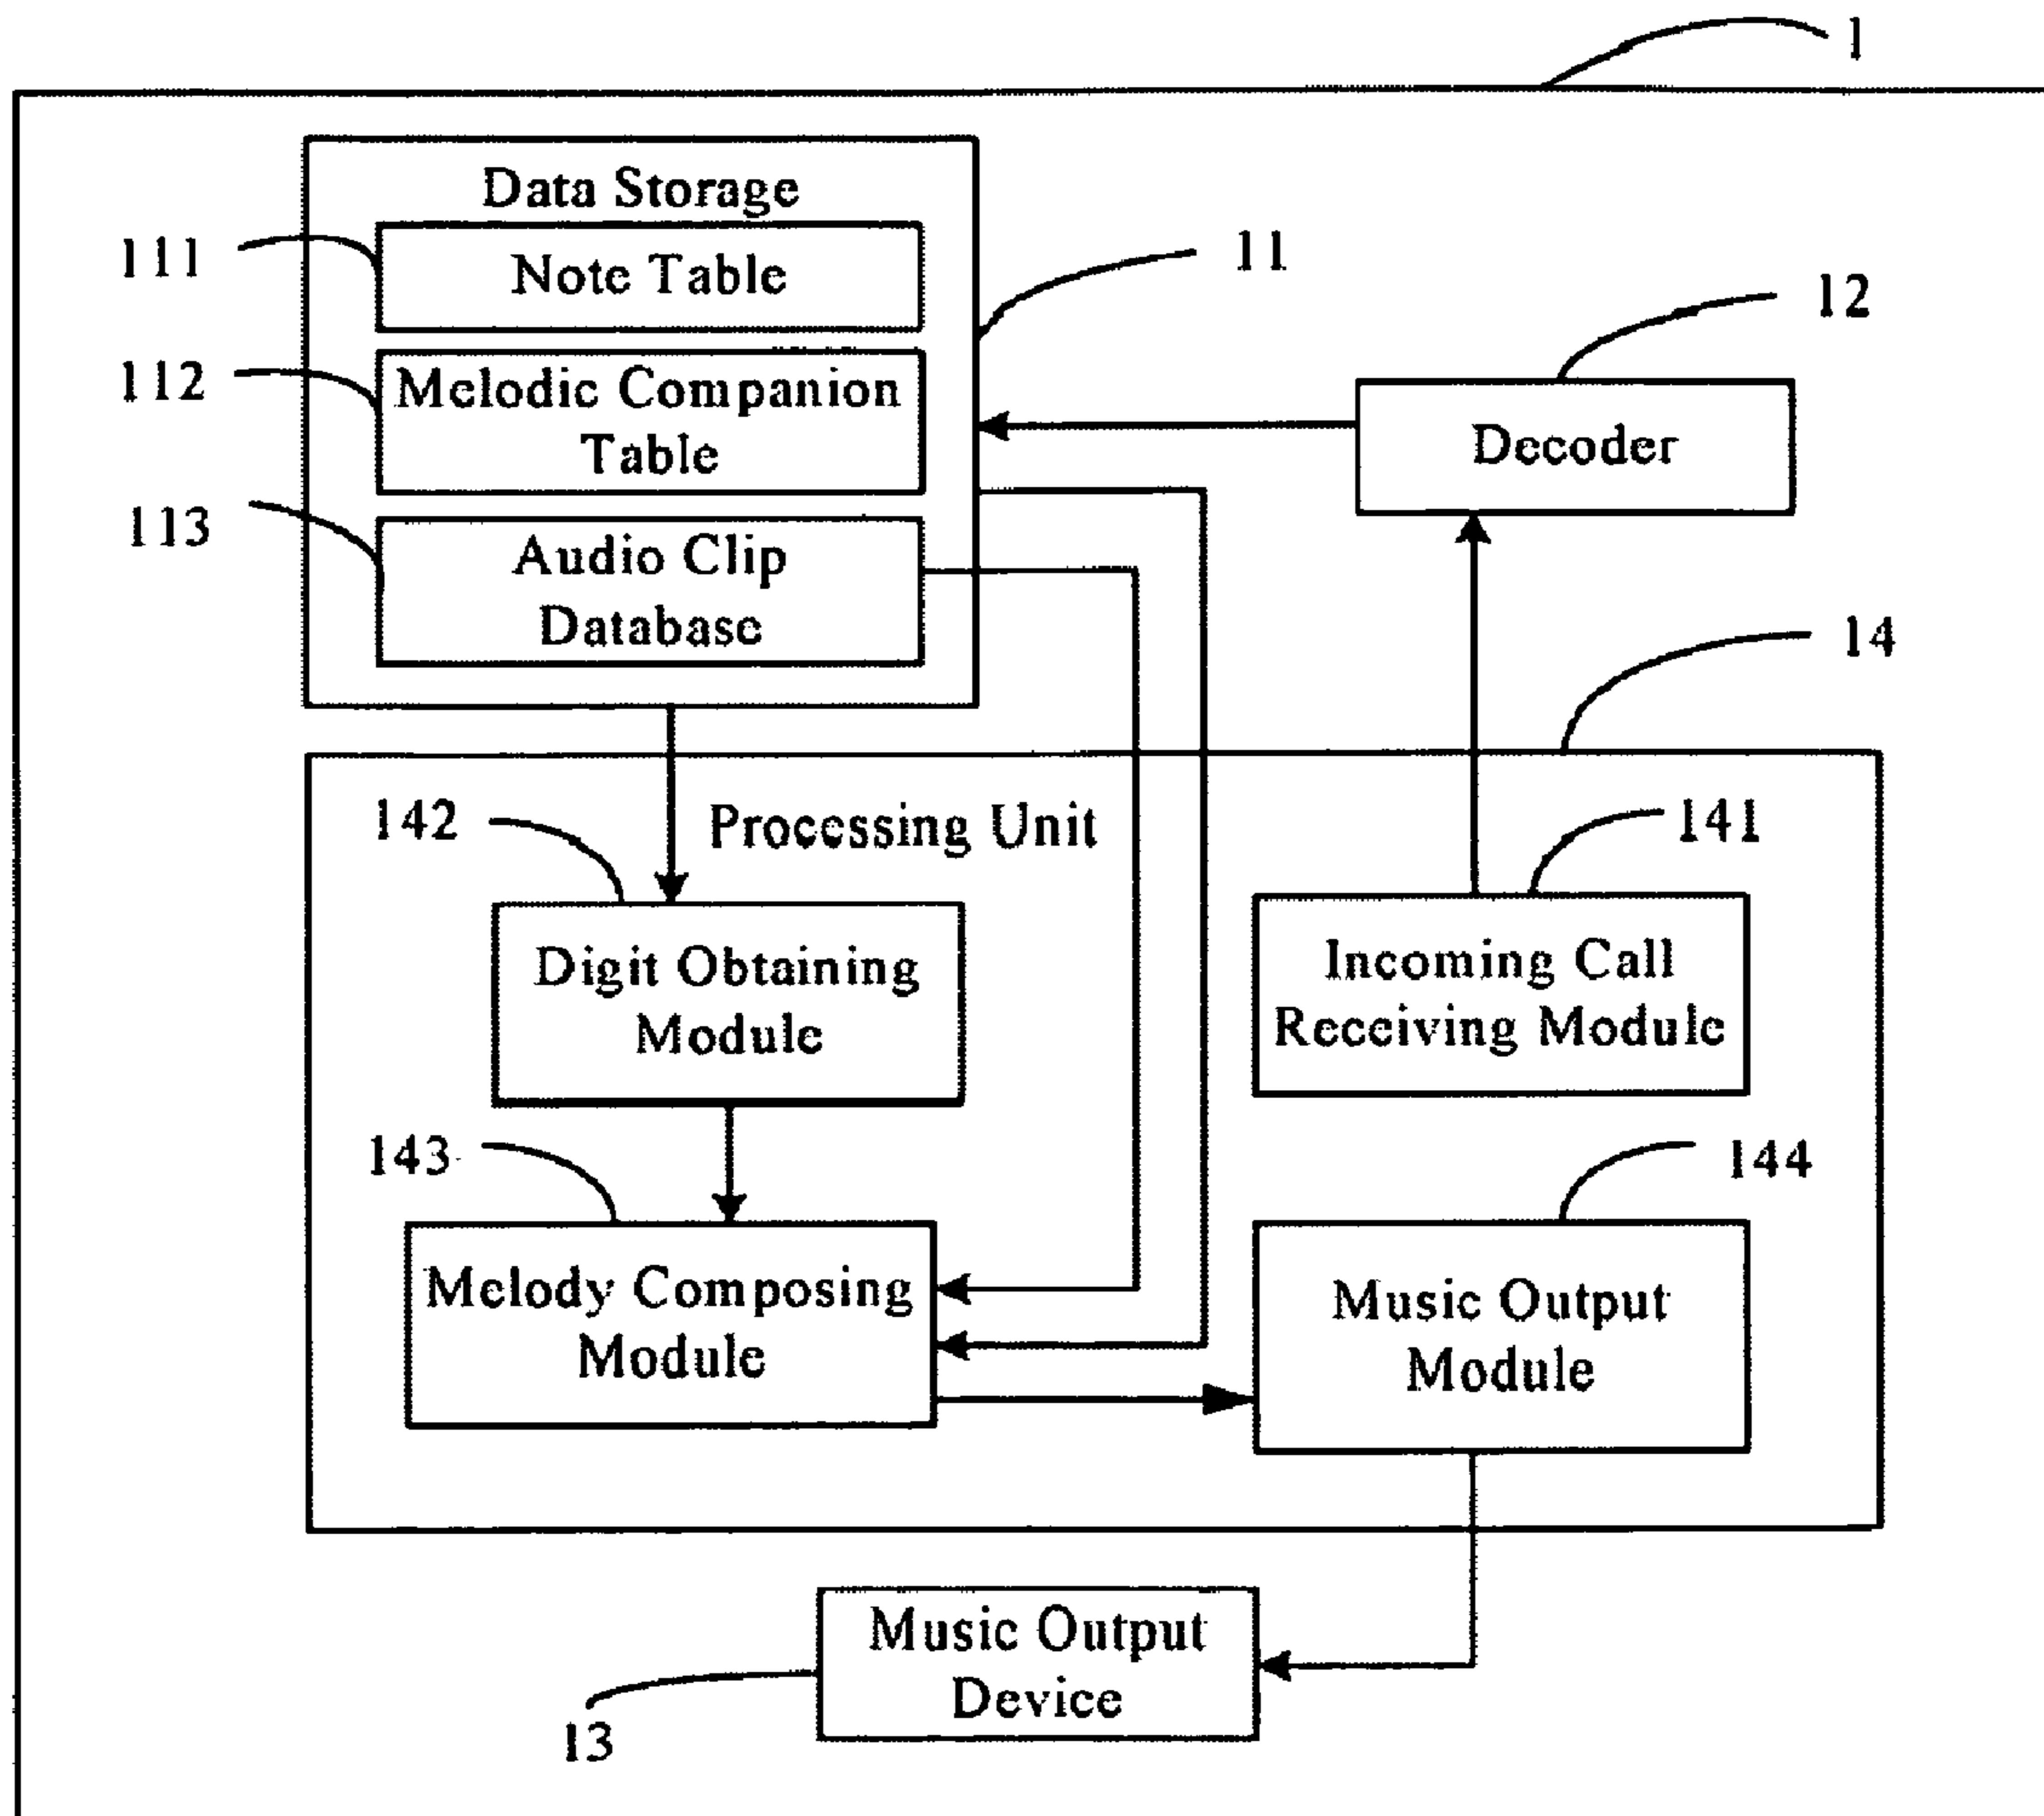 1
Data Storage
111
Note Table
11
12
112
Melodic Companion
Table
Decoder
113
Audio Clip
Database
14
142
Processing Unit
141
Digit Obtaining
Module
Incoming Call
Receiving Module
143
144
Melody Composing
Module
Music Output
Module
Music Output
Device
13